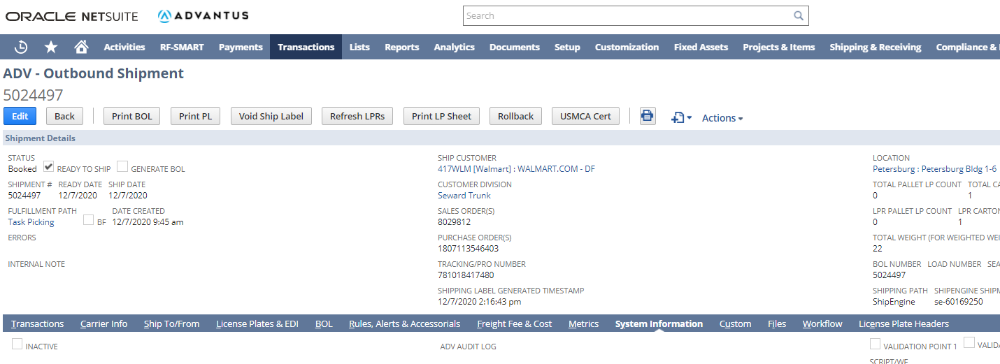 ORACLE NETSUITE ADVANTUS Search
Activities RF-SMART Payments Transactions Lists Reports Analytics Documents Setup Customization Fixed Assets Projects & Items Shipping & Receiving Compliance &
ADV - Outbound Shipment
5024497
Edit Back Print BOL Print PL Void Ship Label Refresh LPRs Print LP Sheet Rollback USMCA Cert Actions
Shipment Details
STATUS SHIP CUSTOMER LOCATION
Booked READY TO SHIP GENERATE BOL 417WLM [Walmart] : WALMART.COM - DF Petersburg : Petersburg Bldg 1-6
SHIPMENT # READY DATE SHIP DATE CUSTOMER DIVISION TOTAL PALLET LP COUNT TOTAL CA
5024497 12/7/2020 12/7/2020 Seward Trunk 0 1
FULFILLMENT PATH DATE CREATED SALES ORDER(S) LPR PALLET LP COUNT LPR CARTON
Task Picking BF 12/7/2020 9:45 am 8029812 0 1
ERRORS PURCHASE ORDER(S) TOTAL WEIGHT (FOR WEIGHTED WEI
1807113546403 22
INTERNAL NOTE TRACKING/PRO NUMBER BOL NUMBER LOAD NUMBER SEA
781018417480 5024497
SHIPPING LABEL GENERATED TIMESTAMP SHIPPING PATH SHIPENGINE SHIPM
12/7/2020 2:16:43 pm ShipEngine se-60169250
Transactions Carrier Info Ship To/From License Plates & EDI BOL Rules, Alerts & Accessorials Freight Fee & Cost Metrics System Information Custom Files Workflow License Plate Headers
INACTIVE ADV AUDIT LOG VALIDATION POINT 1 VALIDA
SCRIPT/WF